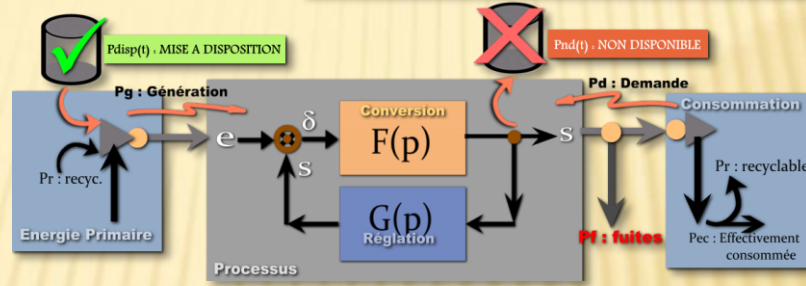 Pdisp(t) : MISE A DISPOSITION
Pnd(t) : NON DISPONIBLE
Pg : Génération
Pd : Demande
Consommation
Conversion
e
δ
F(p)
s
s
Pr : recyc.
Pr : recyclable
G(p)
Réglation
Energie Primaire
Pf : fuites
Pec : Effectivement
consommée
Processus